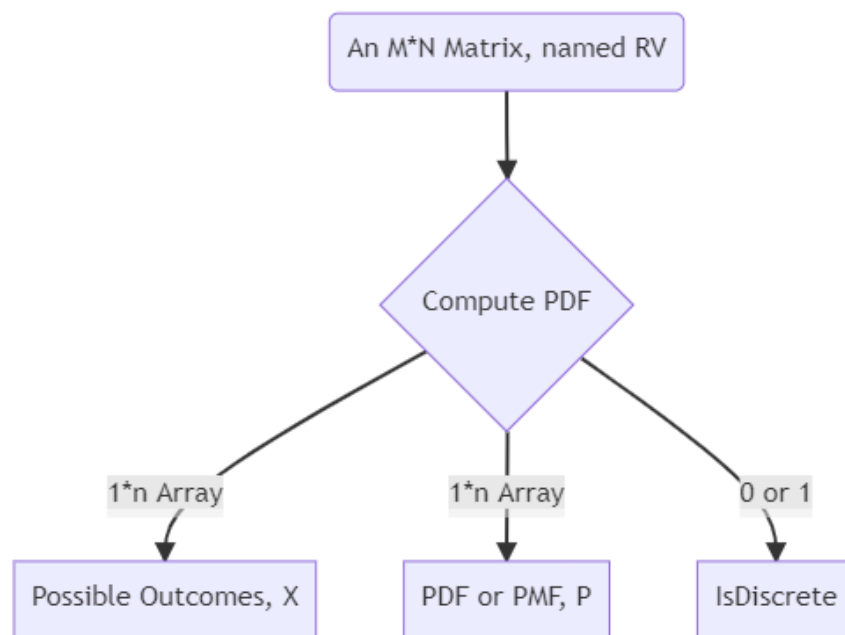 An M*N Matrix, named RV
Compute PDF
1*n Array
1*n Array
0 or 1
Possible Outcomes, X
PDF or PMF, P
IsDiscrete